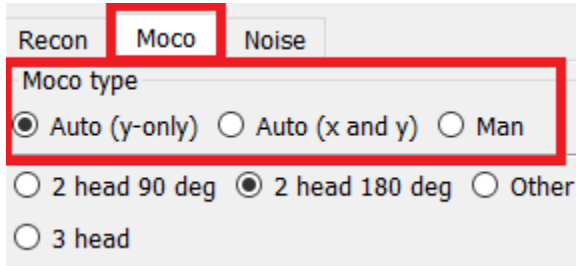 Recon Moco Noise
Moco type
Auto (y-only) Auto (x and y) Man
2 head 90 deg 2 head 180 deg Other
3 head